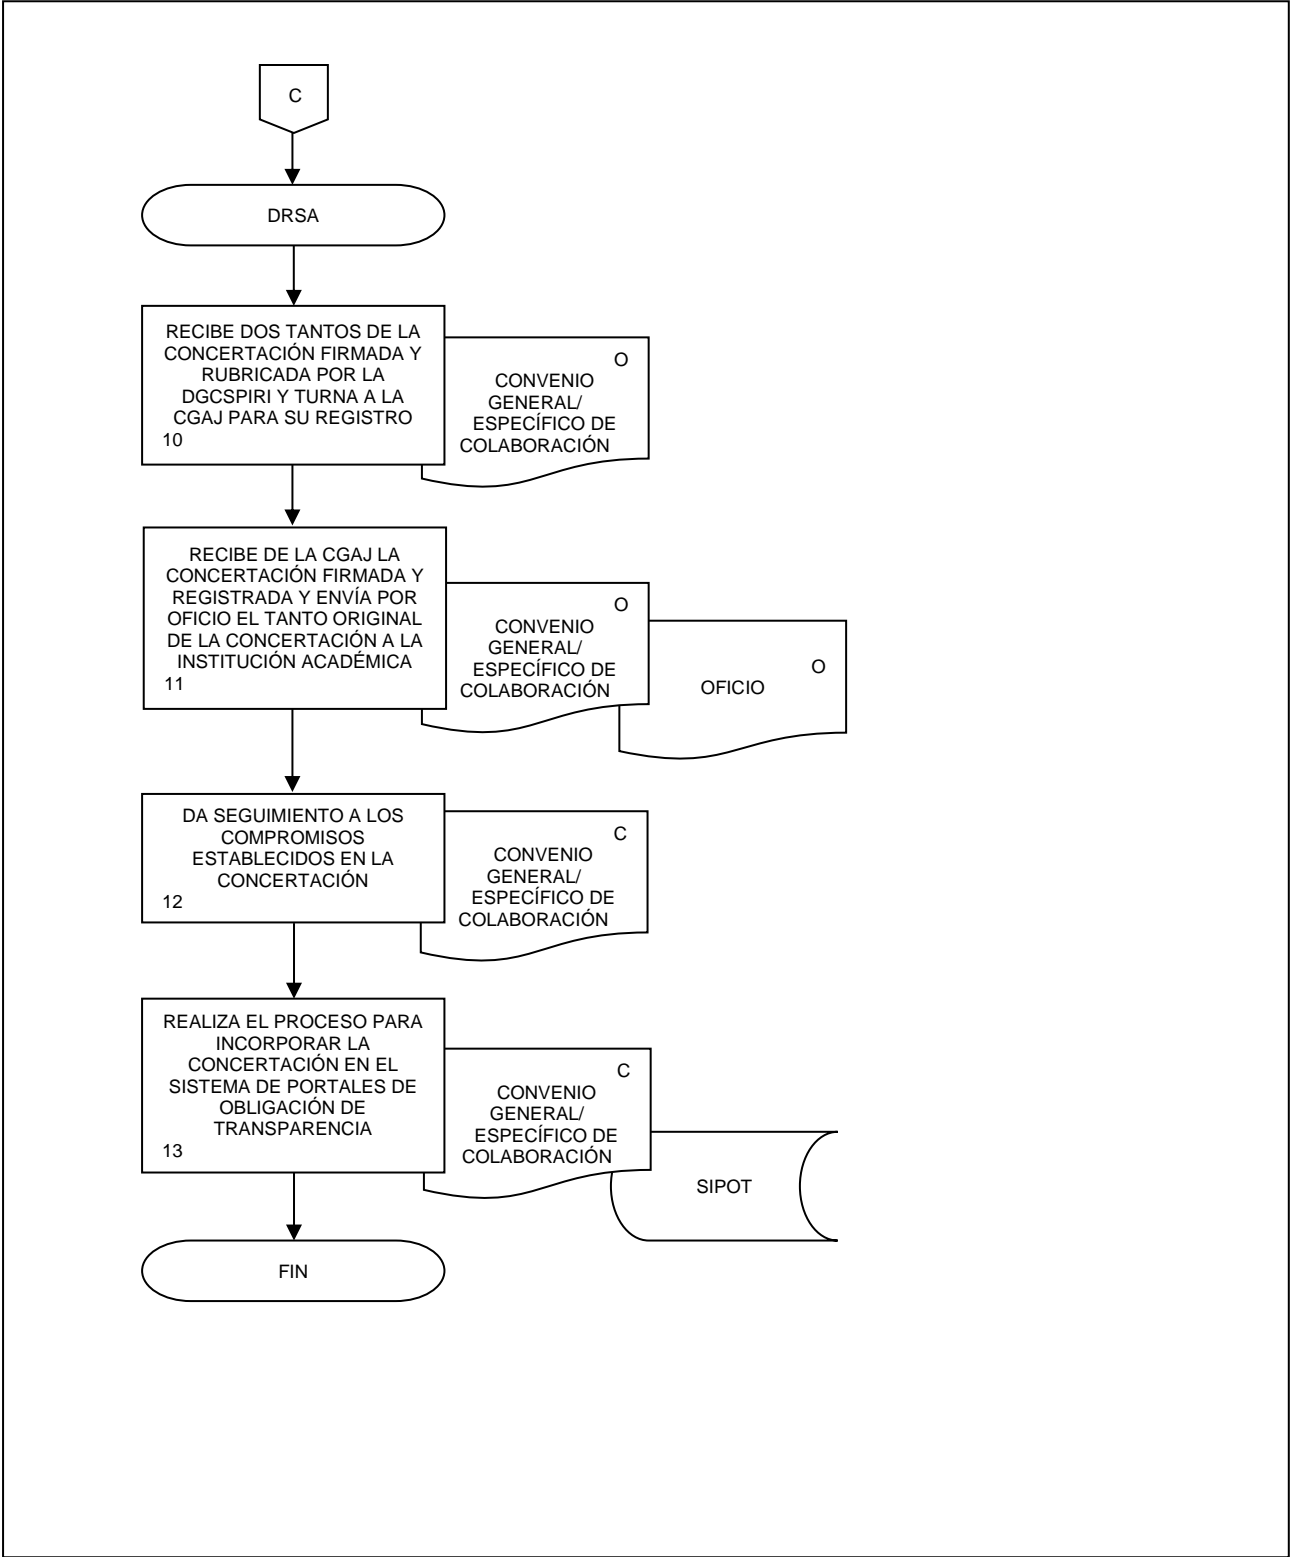 C
DRSA
RECIBE DOS TANTOS DE LA
CONCERTACIÓN FIRMADA Y
RUBRICADA POR LA
DGCSPIRI Y TURNA A LA
CGAJ PARA SU REGISTRO
10
O
CONVENIO
GENERAL/
ESPECÍFICO DE
COLABORACIÓN
RECIBE DE LA CGAJ LA
CONCERTACIÓN FIRMADA Y
REGISTRADA Y ENVÍA POR
OFICIO EL TANTO ORIGINAL
DE LA CONCERTACIÓN A LA
INSTITUCIÓN ACADÉMICA
11
O
CONVENIO
GENERAL/
ESPECÍFICO DE
COLABORACIÓN
O
OFICIO
DA SEGUIMIENTO A LOS
COMPROMISOS
ESTABLECIDOS EN LA
CONCERTACIÓN
12
C
CONVENIO
GENERAL/
ESPECÍFICO DE
COLABORACIÓN
REALIZA EL PROCESO PARA
INCORPORAR LA
CONCERTACIÓN EN EL
SISTEMA DE PORTALES DE
OBLIGACIÓN DE
TRANSPARENCIA
13
C
CONVENIO
GENERAL/
ESPECÍFICO DE
COLABORACIÓN
SIPOT
FIN